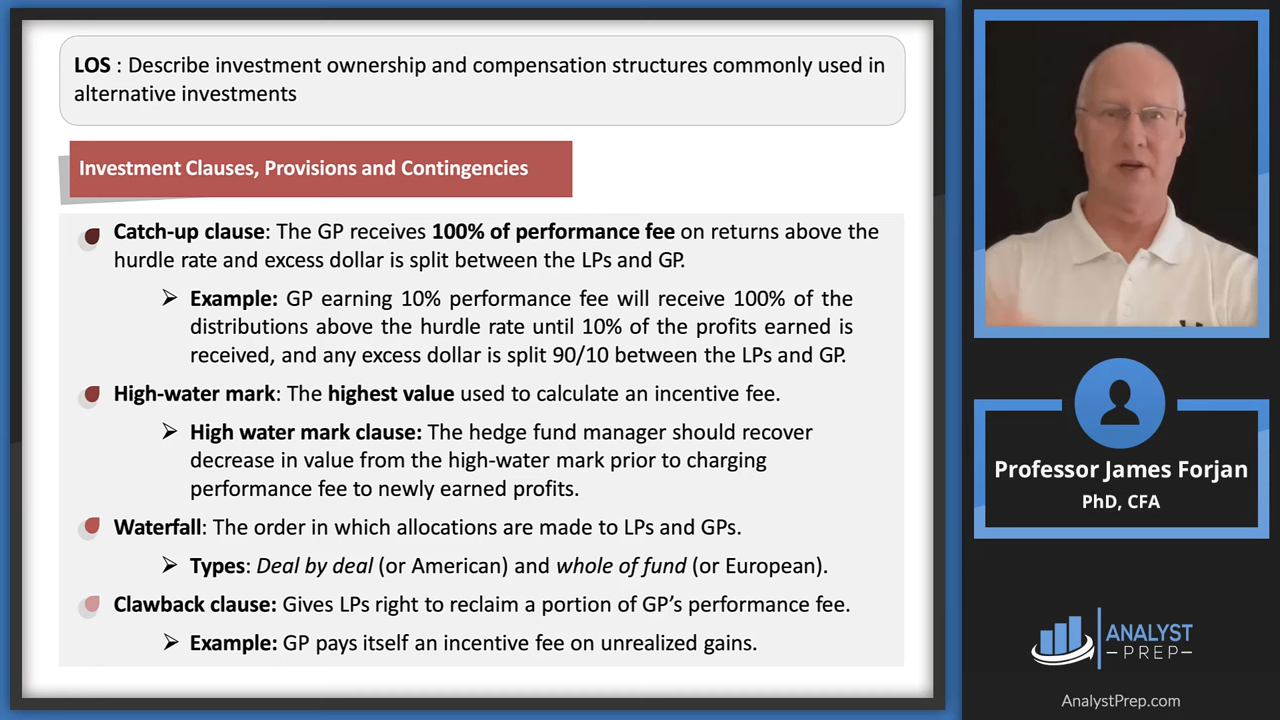 LOS : Describe investment ownership and compensation structures commonly used in
alternative investments
Investment Clauses, Provisions and Contingencies
Catch-up clause: The GP receives 100% of performance fee on returns above the
hurdle rate and excess dollar is split between the LPs and GP.
➢ Example: GP earning 10% performance fee will receive 100% of the
distributions above the hurdle rate until 10% of the profits earned is
received, and any excess dollar is split 90/10 between the LPs and GP.
High-water mark: The highest value used to calculate an incentive fee.
➢ High water mark clause: The hedge fund manager should recover
decrease in value from the high-water mark prior to charging
performance fee to newly earned profits.
Waterfall: The order in which allocations are made to LPs and GPs.
➢ Types: Deal by deal (or American) and whole of fund (or European).
Clawback clause: Gives LPs right to reclaim a portion of GP’s performance fee.
➢ Example: GP pays itself an incentive fee on unrealized gains.
Professor James Forjan
PhD, CFA
ANALYST
PREP
AnalystPrep.com